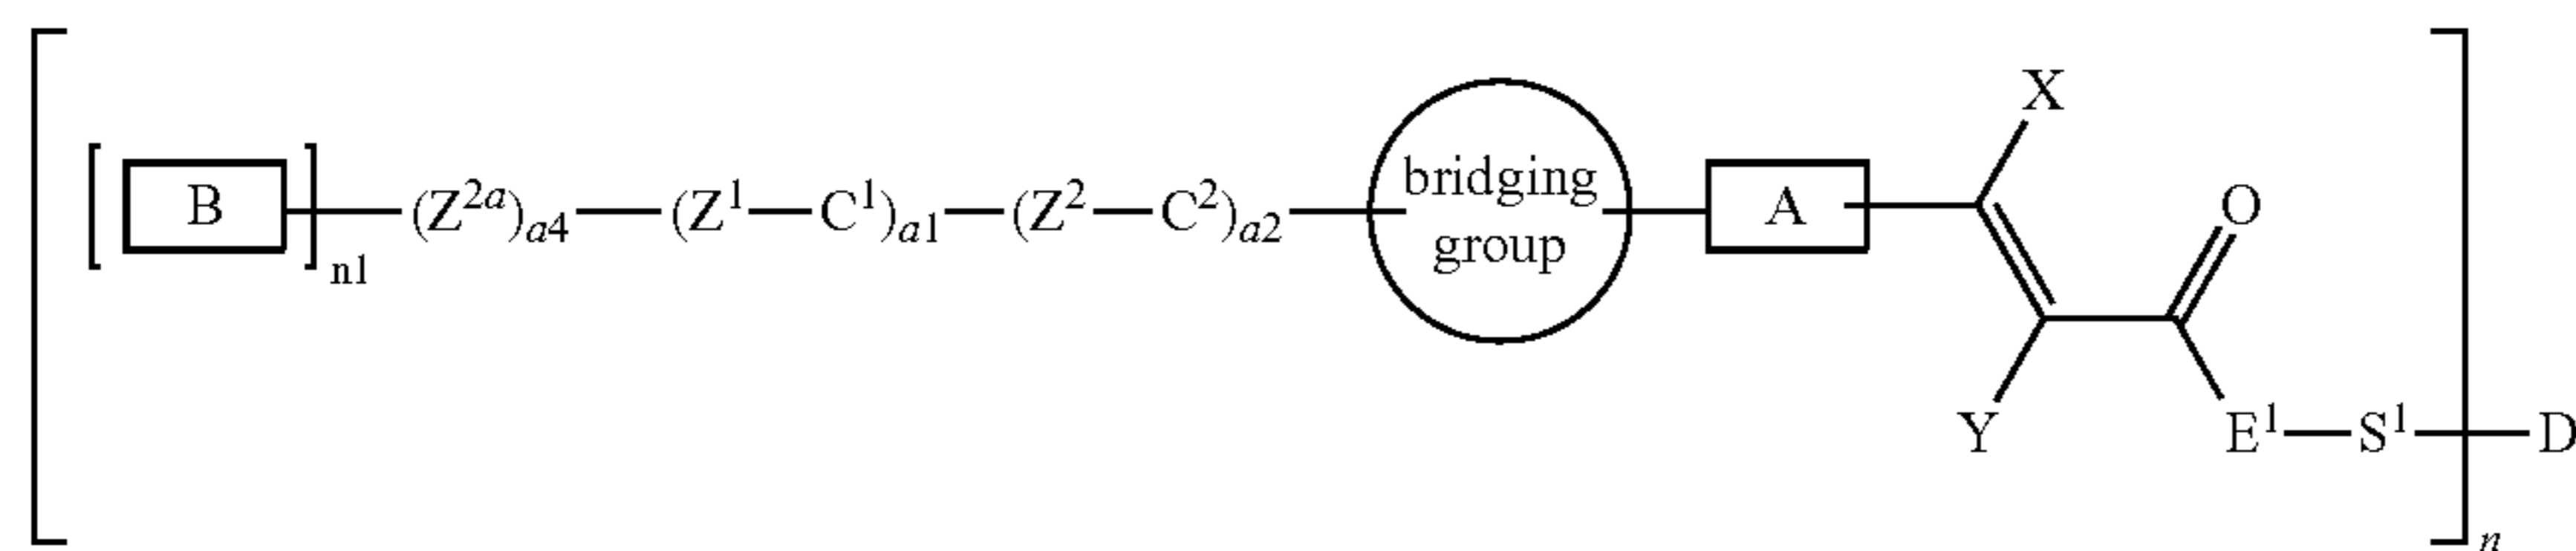 X
[ B ]n1 (Z2a)a4 (Z1 C1)a1 (Z2 C2)a2 bridging A O
group
Y E1 S1 D
n